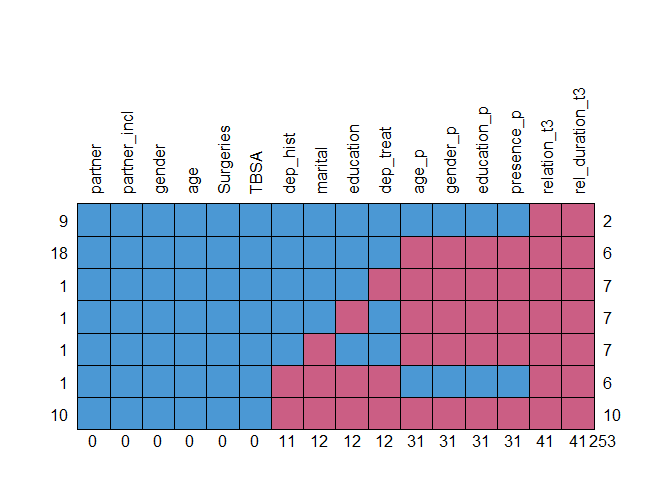 partner
partner_incl
gender
age
Surgeries
TBSA
dep_hist
marital
education
dep_treat
age_p
gender_p
education_p
presence_p
relation_t3
rel_duration_t3
9 2
18 6
1 7
1 7
1 7
1 6
10 10
0 0 0 0 0 0 11 12 12 12 31 31 31 31 41 41 253